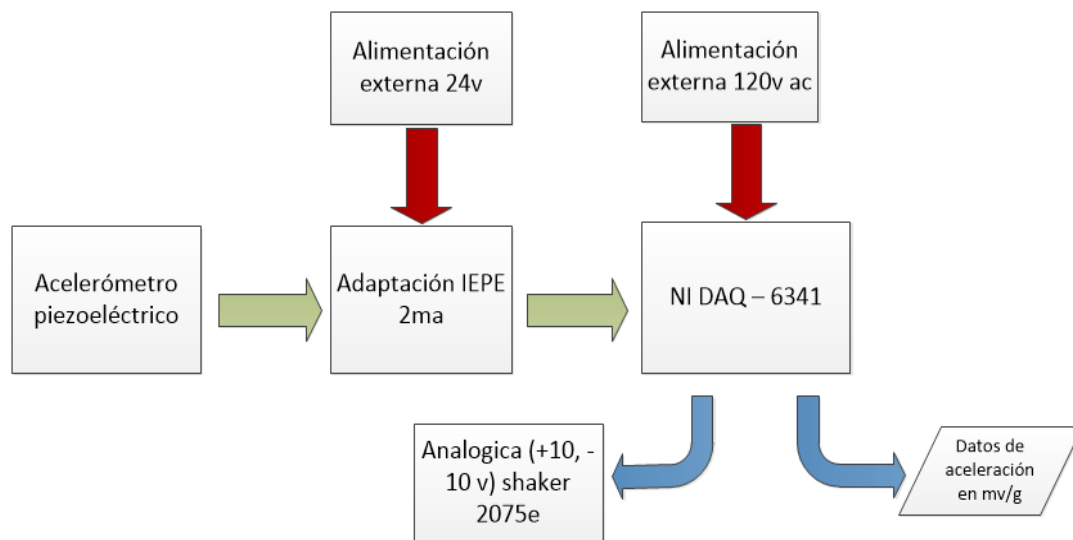 Alimentación
externa 24v
Alimentación
externa 120v ac
Acelerómetro
piezoeléctrico
Adaptación IEPE
2ma
NI DAQ – 6341
Analogica (+10, -
10 v) shaker
2075e
Datos de
aceleración
en mv/g